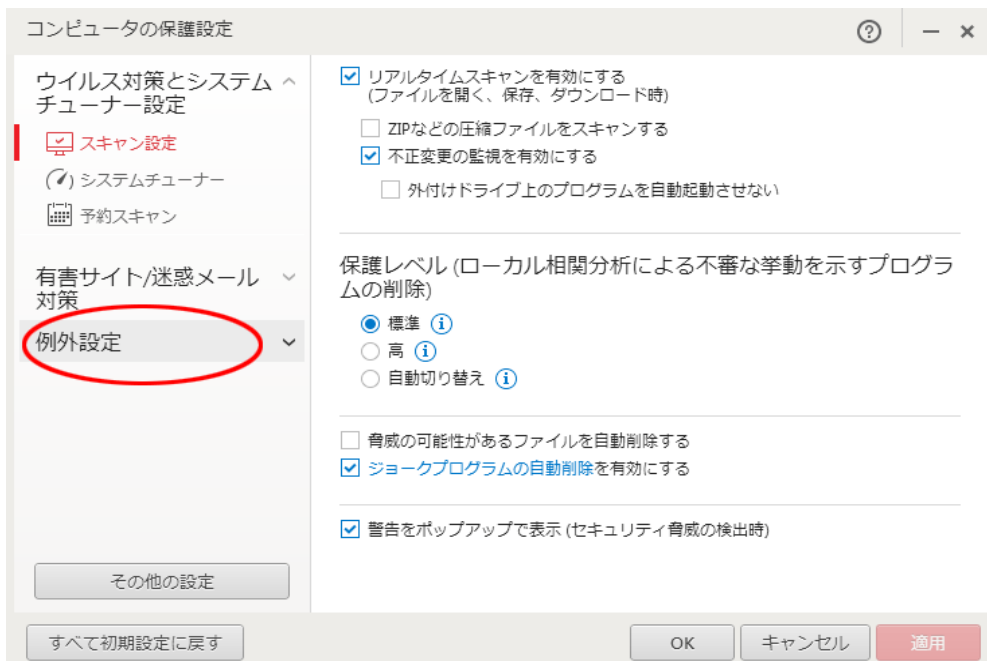 コンピュータの保護設定
ウイルス対策とシステム
チューナー設定
スキャン設定
システムチューナー
予約スキャン
有害サイト/迷惑メール
対策
例外設定
その他の設定
リアルタイムスキャンを有効にする
(ファイルを開く、保存、ダウンロード時)
ZIPなどの圧縮ファイルをスキャンする
不正変更の監視を有効にする
外付けドライブ上のプログラムを自動起動させない
保護レベル (ローカル相関分析による不審な挙動を示すプログラ
ムの削除)
標準
高
自動切り替え
脅威の可能性があるファイルを自動削除する
ジョークプログラムの自動削除を有効にする
警告をポップアップで表示 (セキュリティ脅威の検出時)
すべて初期設定に戻す
OK
キャンセル
適用